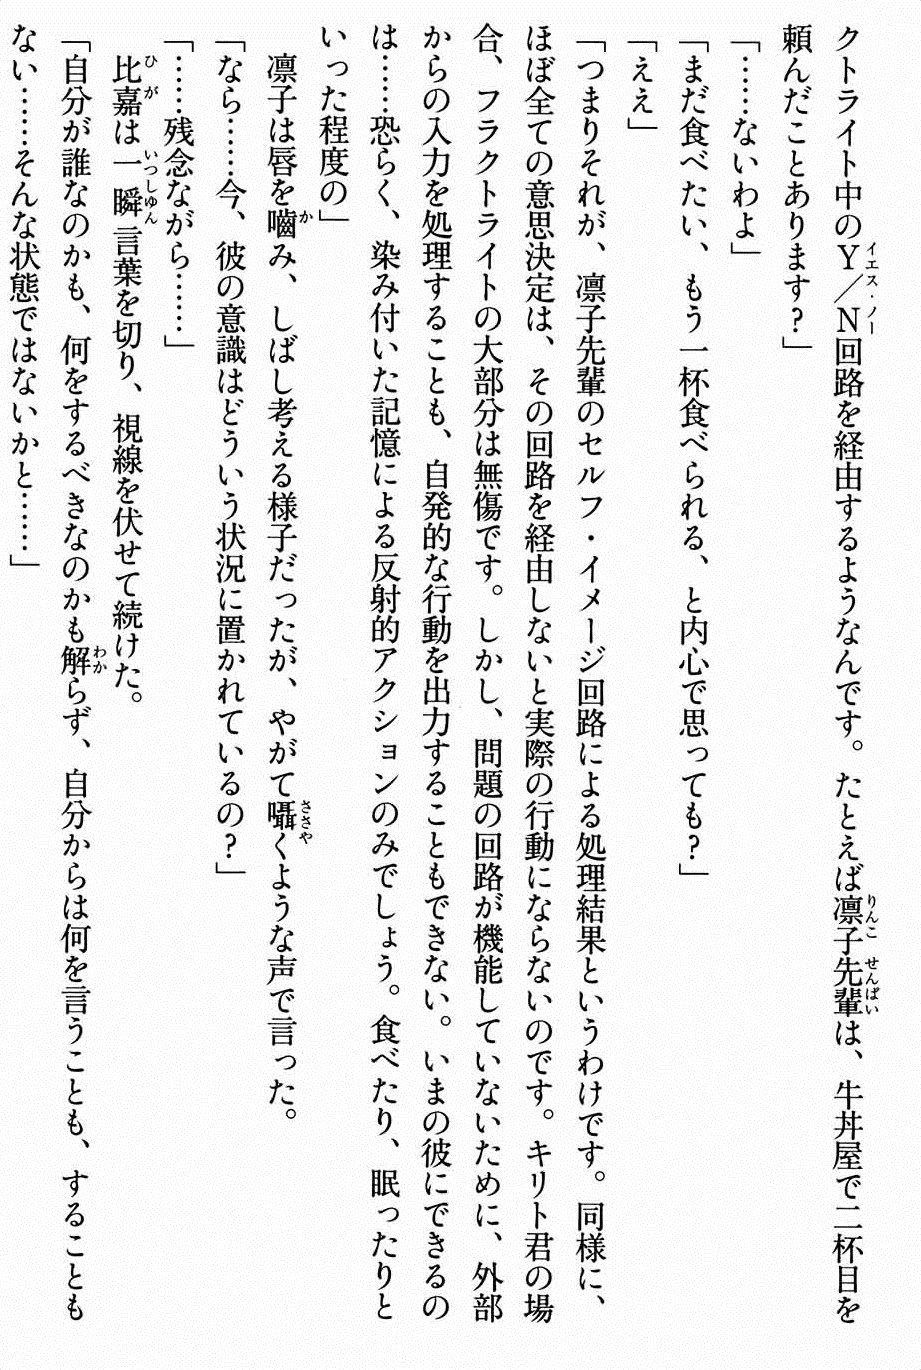 クトライト中のＹ／Ｎ回路を経由するようなんです。たとえば凛子先輩は、牛丼屋で二杯目を
頼んだことあります？」
「……ないわよ」
「まだ食べたい、もう一杯食べられる、と内心で思っても？」
「ええ」
「つまりそれが、凛子先輩のセルフ・イメージ回路による処理結果というわけです。同様に、
ほぼ全ての意思決定は、その回路を経由しないと実際の行動にならないのです。キリト君の場
合、フラクトライトの大部分は無傷です。しかし、問題の回路が機能していないために、外部
からの入力を処理することも、自発的な行動を出力することもできない。いまの彼にできるの
は……恐らく、染み付いた記憶による反射的アクションのみでしょう。食べたり、眠ったりと
いった程度の」
凛子は唇を嚙み、しばし考える様子だったが、やがて囁くような声で言った。
「なら……今、彼の意識はどういう状況に置かれているの？」
「……残念ながら……」
比嘉は一瞬言葉を切り、視線を伏せて続けた。
「自分が誰なのかも、何をするべきなのかも解らず、自分からは何を言うことも、することも
ない……そんな状態ではないかと……」